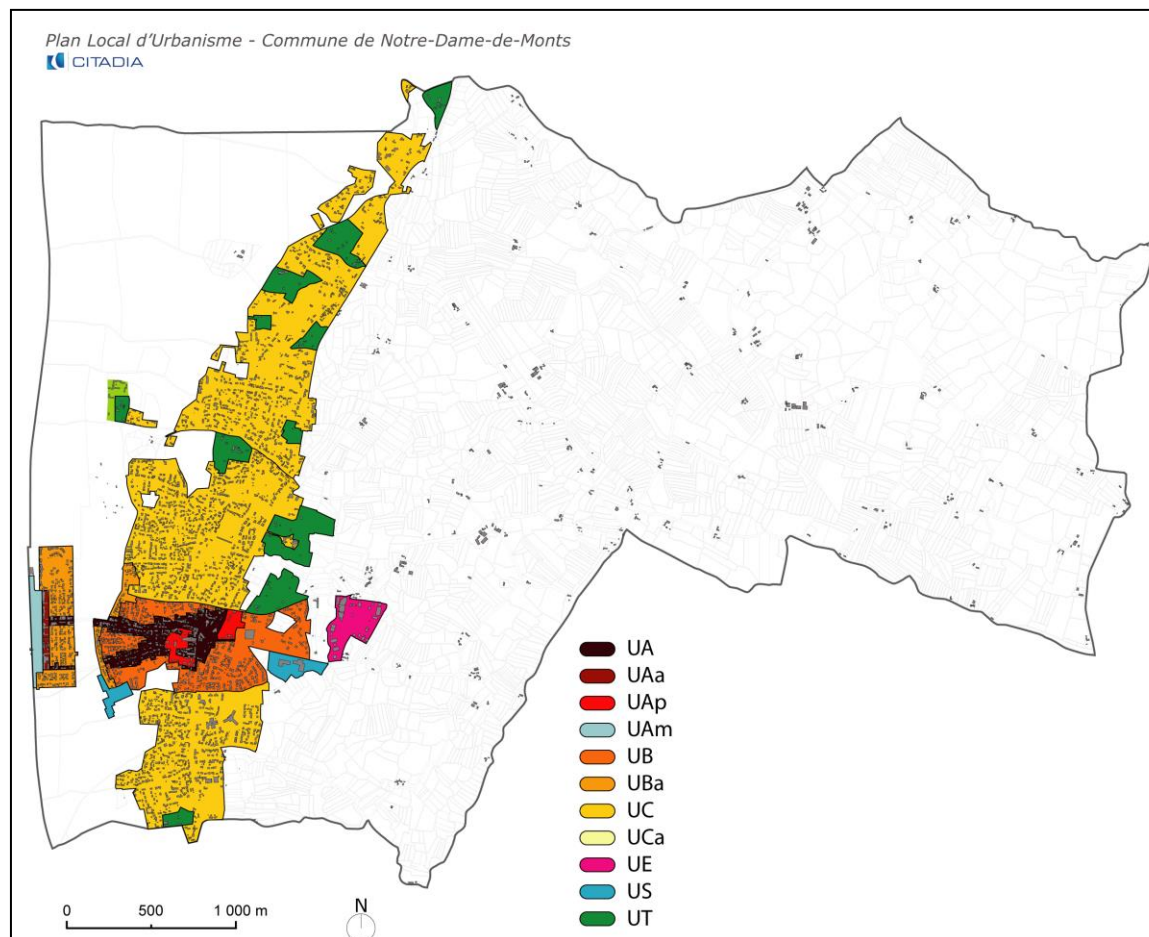 Plan Local d'Urbanisme - Commune de Notre-Dame-de-Monts
CITADIA
UA
UAa
UAp
UAm
UB
UBa
UC
UCa
UE
US
UT
0 500 1 000 m
N